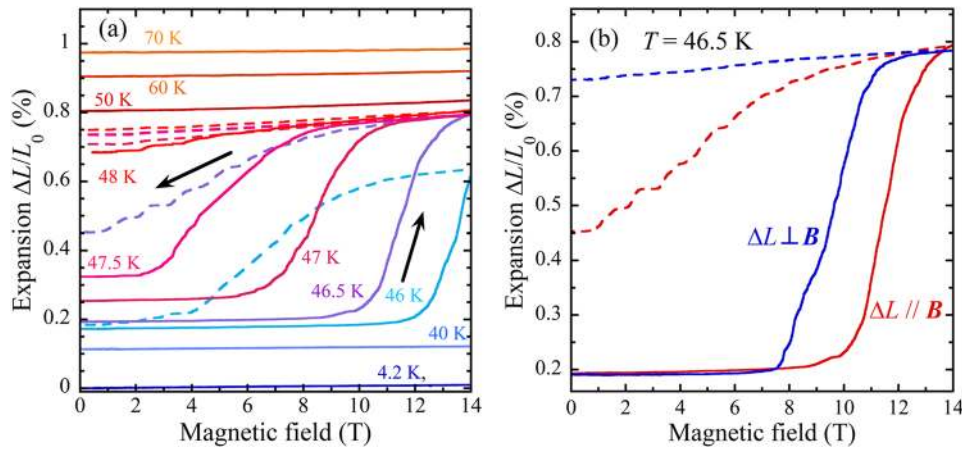 (a)
70 K
60 K
50 K
48 K
47.5 K
47 K
46.5 K
46 K
40 K
4.2 K,
Expansion ΔL/L₀ (%)
1
0.8
0.6
0.4
0.2
0
0 2 4 6 8 10 12 14
Magnetic field (T)
(b) T = 46.5 K
ΔL⊥B
ΔL // B
Expansion ΔL/L₀ (%)
0.8
0.7
0.6
0.5
0.4
0.3
0.2
0 2 4 6 8 10 12 14
Magnetic field (T)